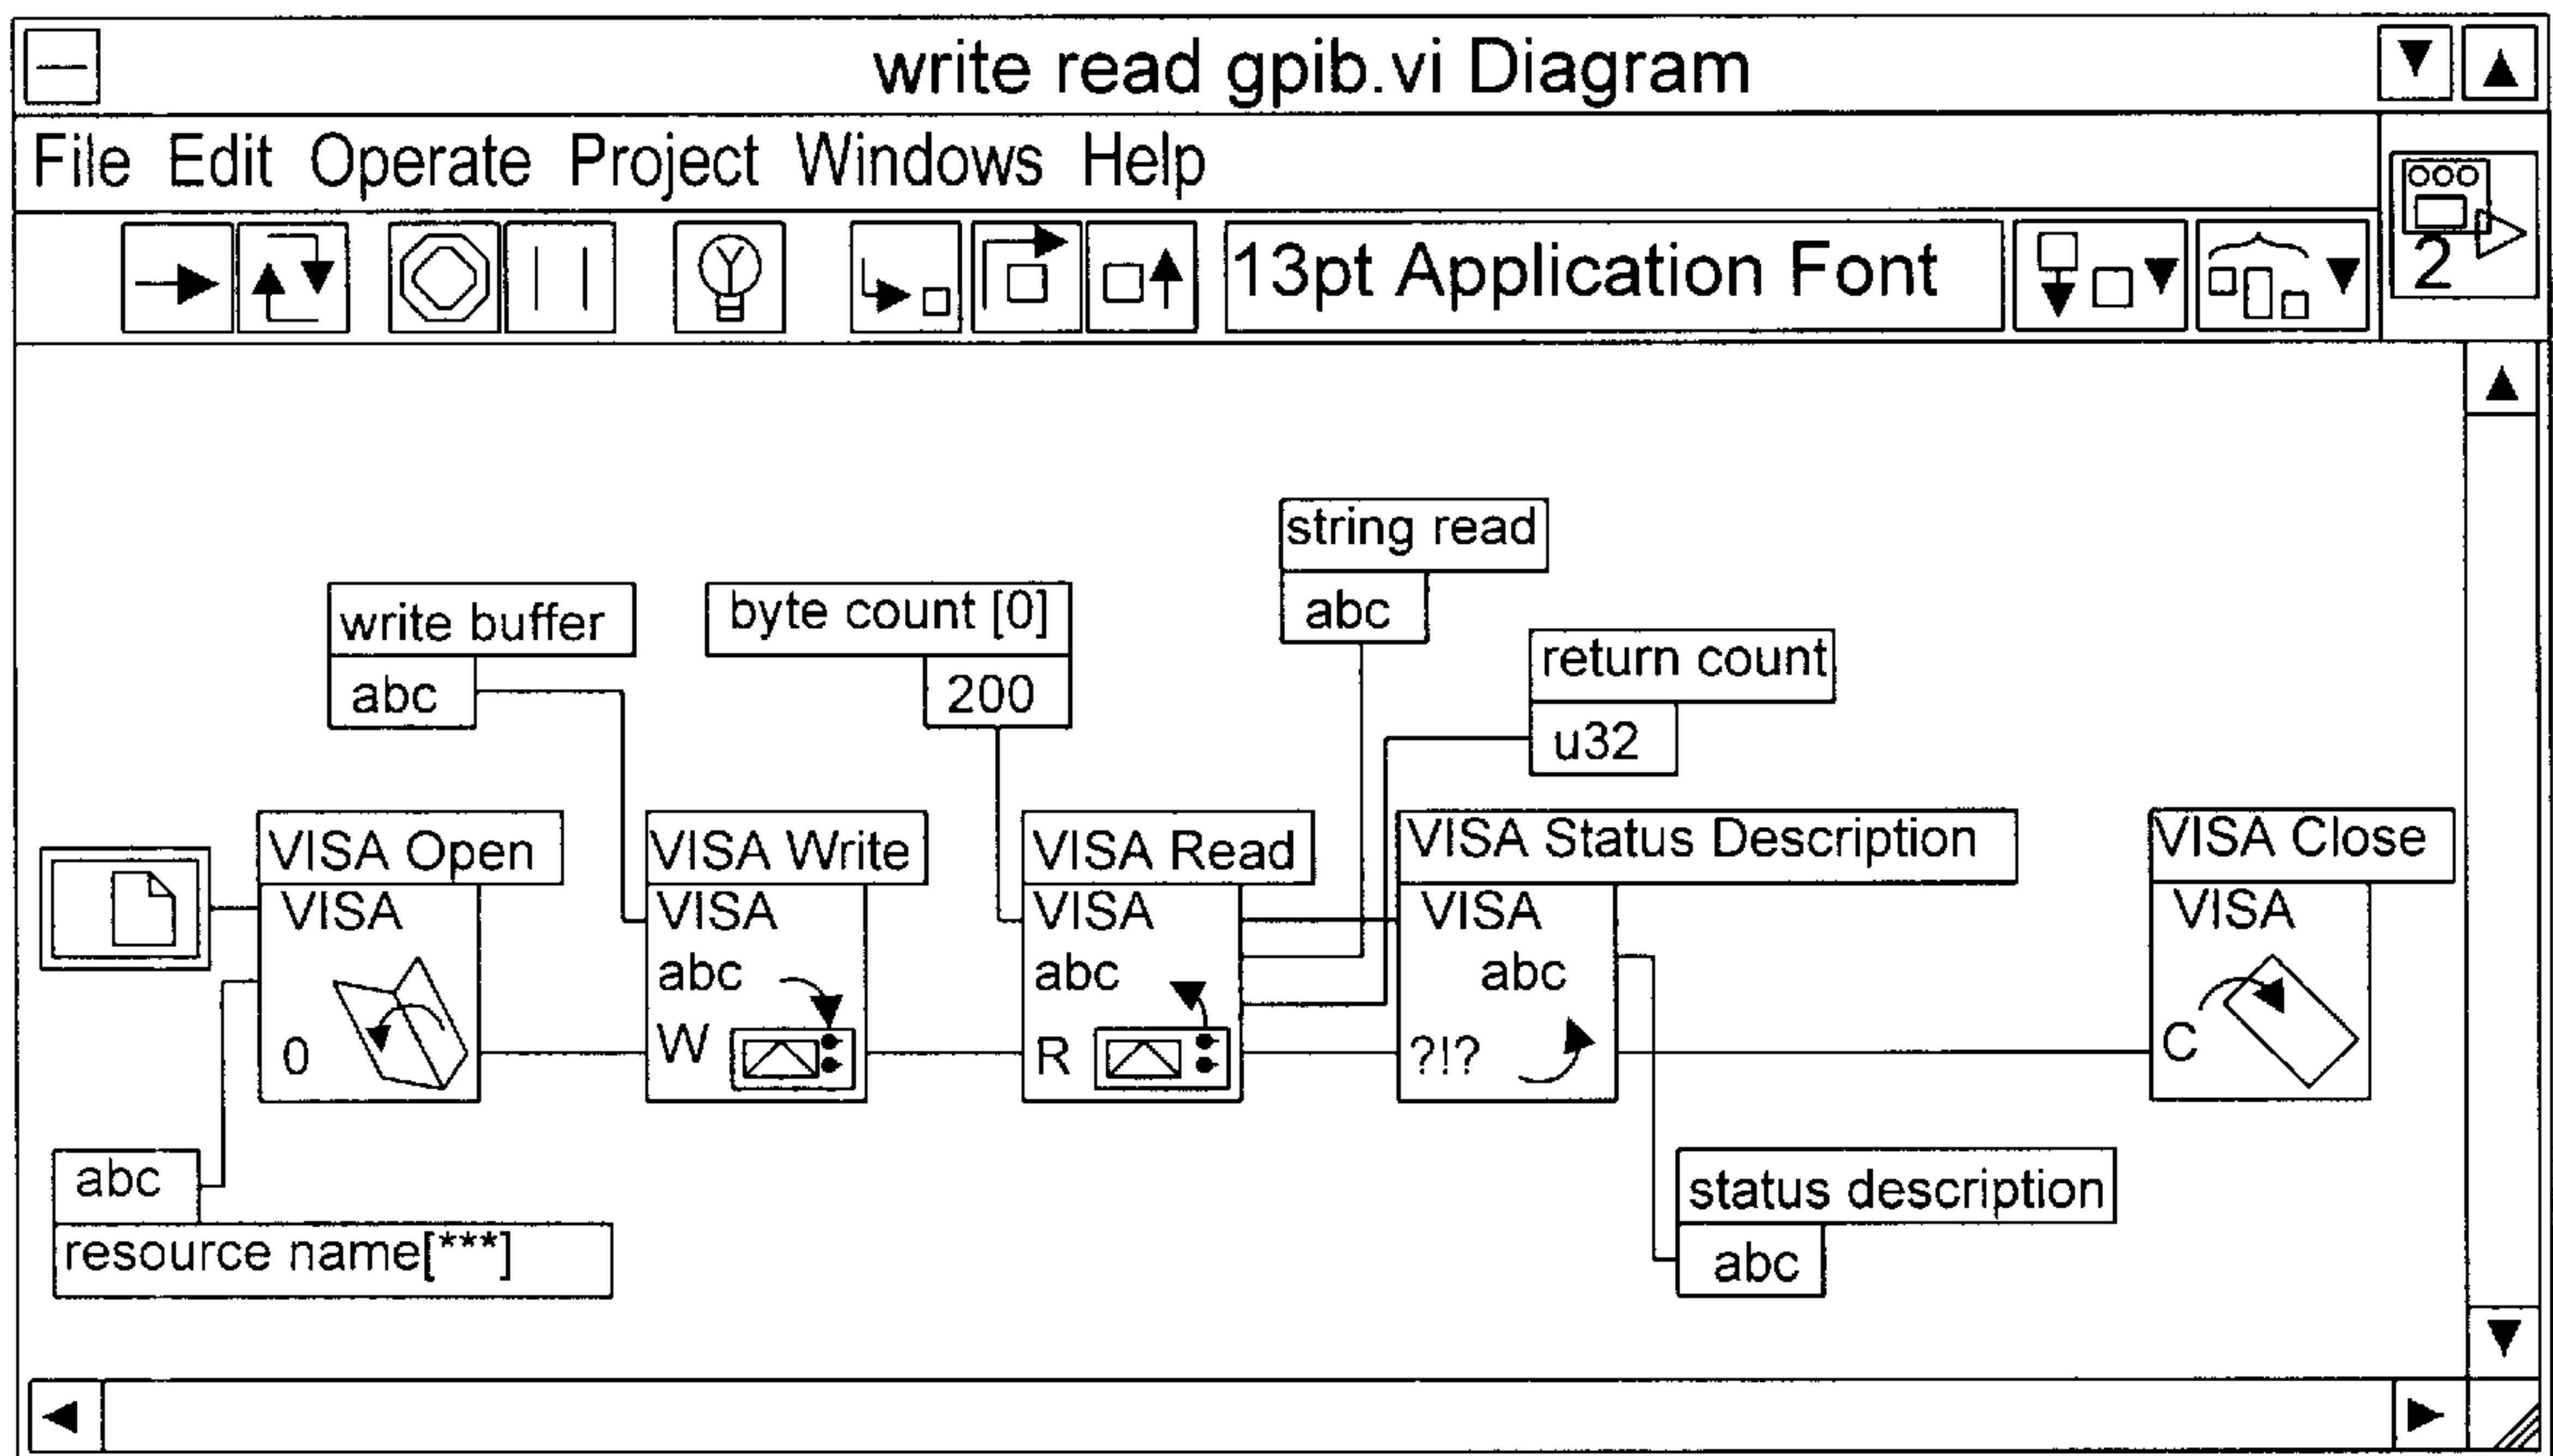 write read gpib.vi Diagram
File Edit Operate Project Windows Help
13pt Application Font
2
string read
abc
write buffer
abc
byte count [0]
200
return count
u32
VISA Open
VISA
0
VISA Write
VISA
abc
W
VISA Read
VISA
abc
R
VISA Status Description
VISA
abc
?!?
VISA Close
VISA
C
abc
resource name[***]
status description
abc